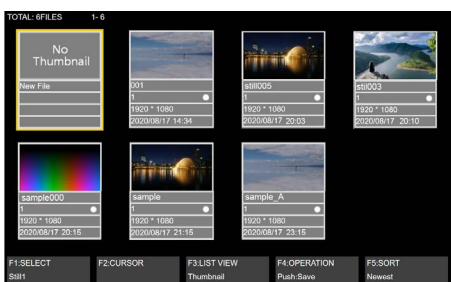 TOTAL: 6FILES 1- 6
No
Thumbnail
New File
001
1
1920 * 1080
2020/08/17 14:34
still005
1
1920 * 1080
2020/08/17 20:03
stil003
1
1920 * 1080
2020/08/17 20:10
sample000
1
1920 * 1080
2020/08/17 20:15
sample
1
1920 * 1080
2020/08/17 21:15
sample_A
1
1920 * 1080
2020/08/17 23:15
F1:SELECT
Still1
F2:CURSOR
F3:LIST VIEW
Thumbnail
F4:OPERATION
Push:Save
F5:SORT
Newest